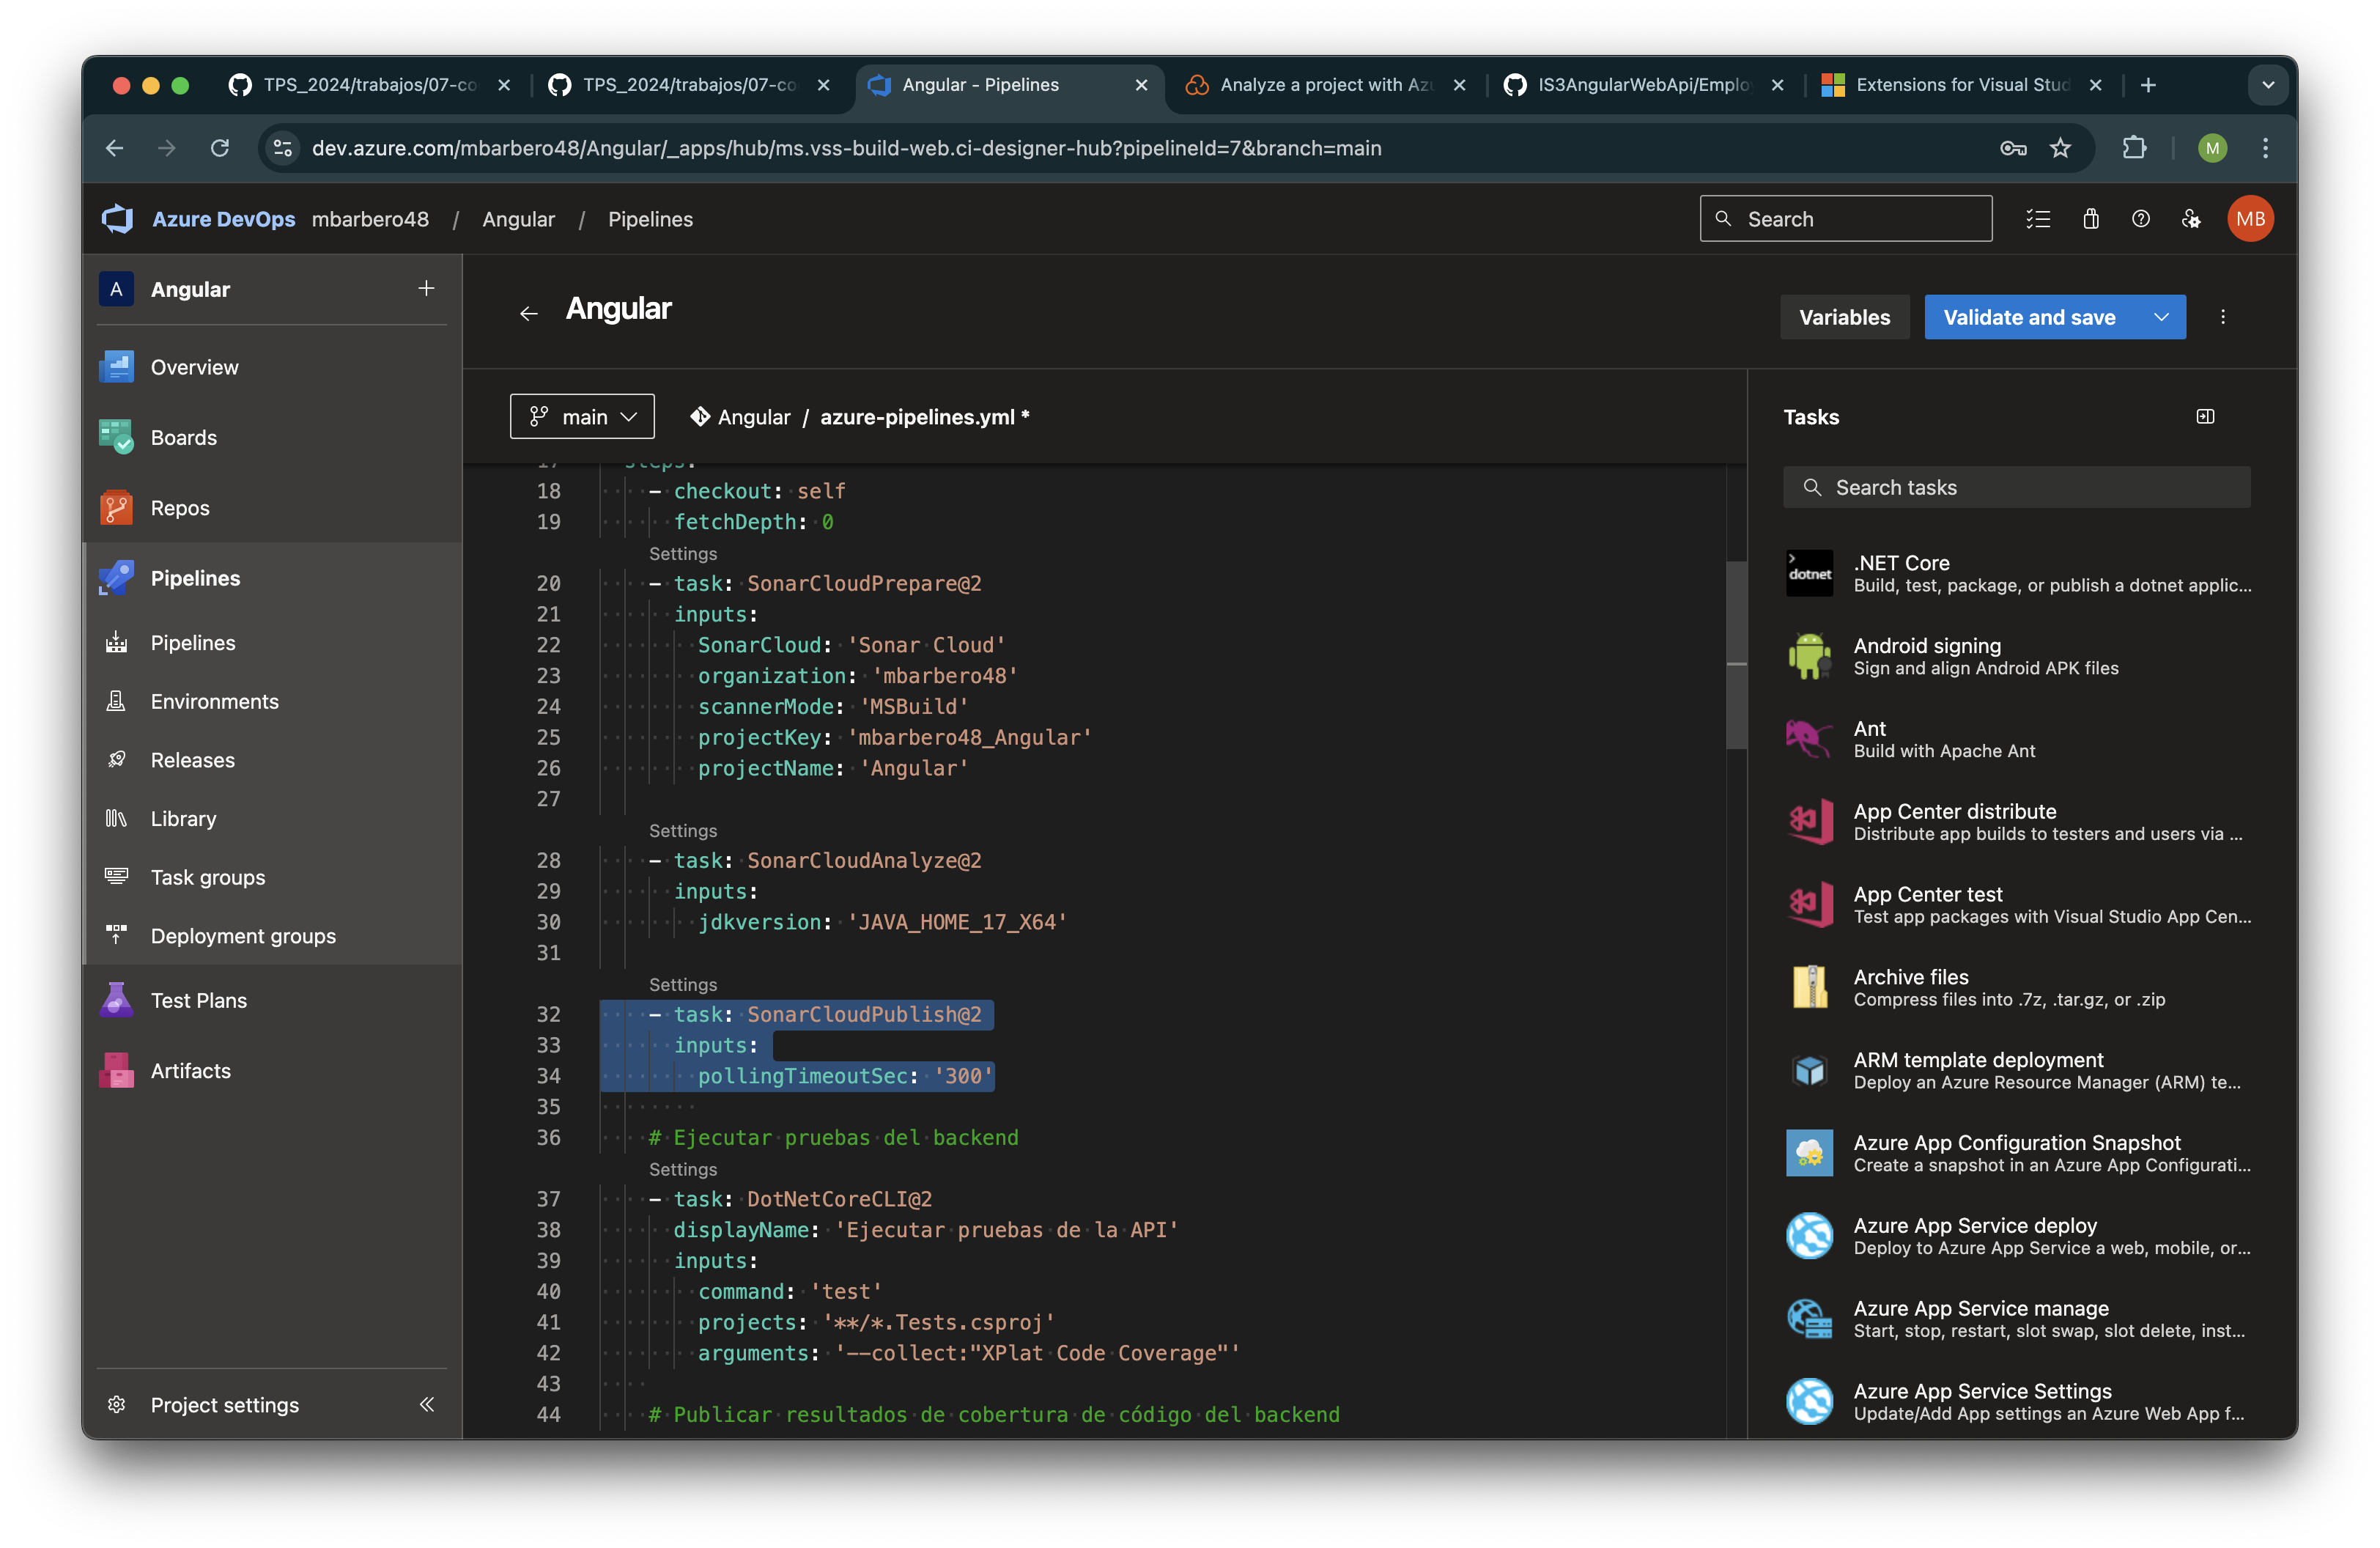 TPS_2024/trabajos/07-co
TPS_2024/trabajos/07-co
Angular - Pipelines
Analyze a project with Azu
IS3AngularWebApi/Emplo
Extensions for Visual Stud
dev.azure.com/mbarbero48/Angular/_apps/hub/ms.vss-build-web.ci-designer-hub?pipelineId=7&branch=main
M
Azure DevOps mbarbero48 / Angular / Pipelines
Search
MB
A Angular
Overview
Boards
Repos
Pipelines
Pipelines
Environments
Releases
Library
Task groups
Deployment groups
Test Plans
Artifacts
Project settings
Angular
Variables
Validate and save
main
Angular / azure-pipelines.yml *
17 steps:
18 - checkout: self
19 fetchDepth: 0
Settings
20 - task: SonarCloudPrepare@2
21 inputs:
22 SonarCloud: 'Sonar Cloud'
23 organization: 'mbarbero48'
24 scannerMode: 'MSBuild'
25 projectKey: 'mbarbero48_Angular'
26 projectName: 'Angular'
27
Settings
28 - task: SonarCloudAnalyze@2
29 inputs:
30 jdkversion: 'JAVA_HOME_17_X64'
31
Settings
32 - task: SonarCloudPublish@2
33 inputs:
34 pollingTimeoutSec: '300'
35
36 # Ejecutar pruebas del backend
Settings
37 - task: DotNetCoreCLI@2
38 displayName: 'Ejecutar pruebas de la API'
39 inputs:
40 command: 'test'
41 projects: '**/*.Tests.csproj'
42 arguments: '--collect:"XPlat Code Coverage"'
43
44 # Publicar resultados de cobertura de código del backend
Tasks
Search tasks
dotnet
.NET Core
Build, test, package, or publish a dotnet applic...
Android signing
Sign and align Android APK files
Ant
Build with Apache Ant
App Center distribute
Distribute app builds to testers and users via ...
App Center test
Test app packages with Visual Studio App Cen...
Archive files
Compress files into .7z, .tar.gz, or .zip
ARM template deployment
Deploy an Azure Resource Manager (ARM) te...
Azure App Configuration Snapshot
Create a snapshot in an Azure App Configurati...
Azure App Service deploy
Deploy to Azure App Service a web, mobile, or...
Azure App Service manage
Start, stop, restart, slot swap, slot delete, inst...
Azure App Service Settings
Update/Add App settings an Azure Web App f...